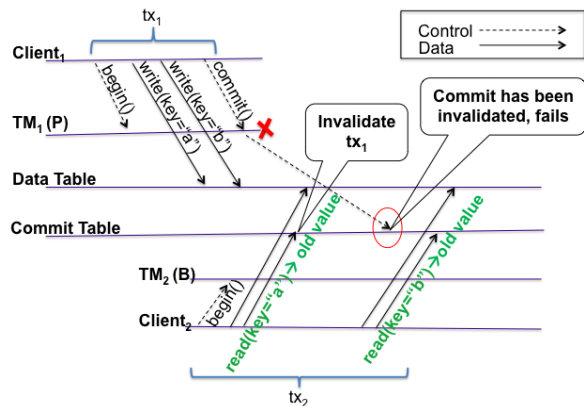 tx1
Control
Data
Client1
begin()
write(key="a")
write(key="b")
commit()
Commit has been
invalidated, fails
TM1 (P)
Invalidate
tx1
Data Table
Commit Table
TM2 (B)
begin()
Client2
read(key="a")→ old value
read(key="b")→old value
tx2